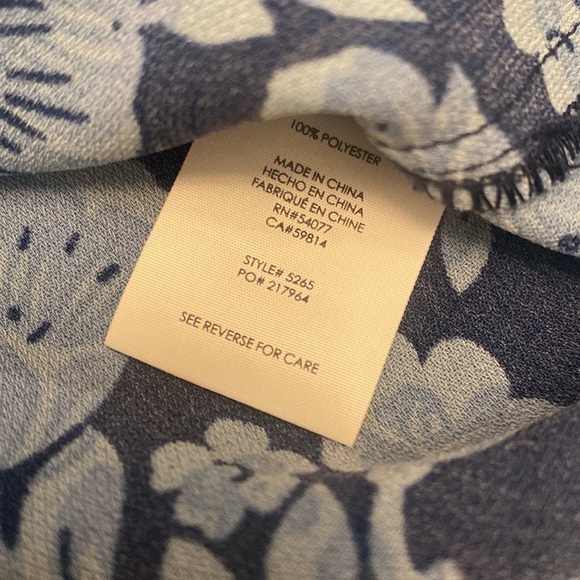 100% POLYESTER
MADE IN CHINA
HECHO EN CHINA
FABRIQUÉ EN CHINE
RN#54077
CA#59814
STYLE# 5265
PO# 217964
SEE REVERSE FOR CARE